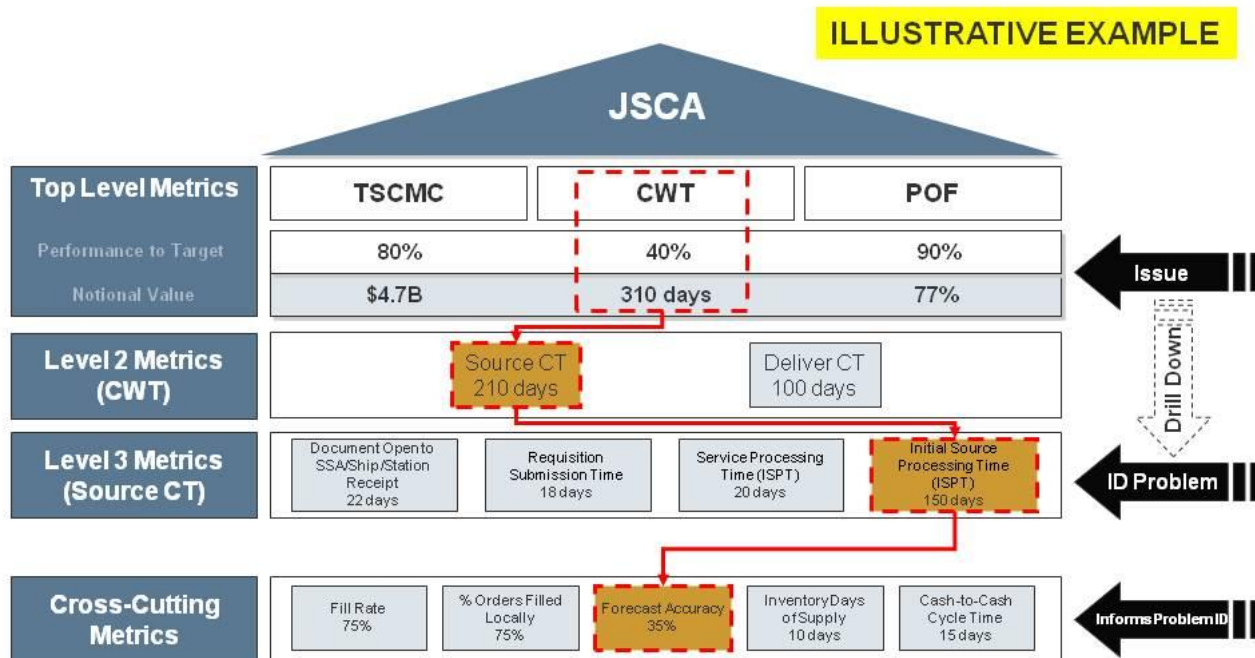 ILLUSTRATIVE EXAMPLE
JSCA
Top Level Metrics
TSCMC
CWT
POF
Performance to Target
80%
40%
90%
Issue
Notional Value
$4.7B
310 days
77%
Level 2 Metrics
(CWT)
Source CT
210 days
Deliver CT
100 days
Drill Down
Level 3 Metrics
(Source CT)
Document Open to
SSA/Ship/Station
Receipt
22 days
Requisition
Submission Time
18 days
Service Processing
Time (ISPT)
20 days
Initial Source
Processing Time
(ISPT)
150 days
ID Problem
Cross-Cutting
Metrics
Fill Rate
75%
% Orders Filled
Locally
75%
Forecast Accuracy
35%
Inventory Days
of Supply
10 days
Cash-to-Cash
Cycle Time
15 days
Informs Problem ID